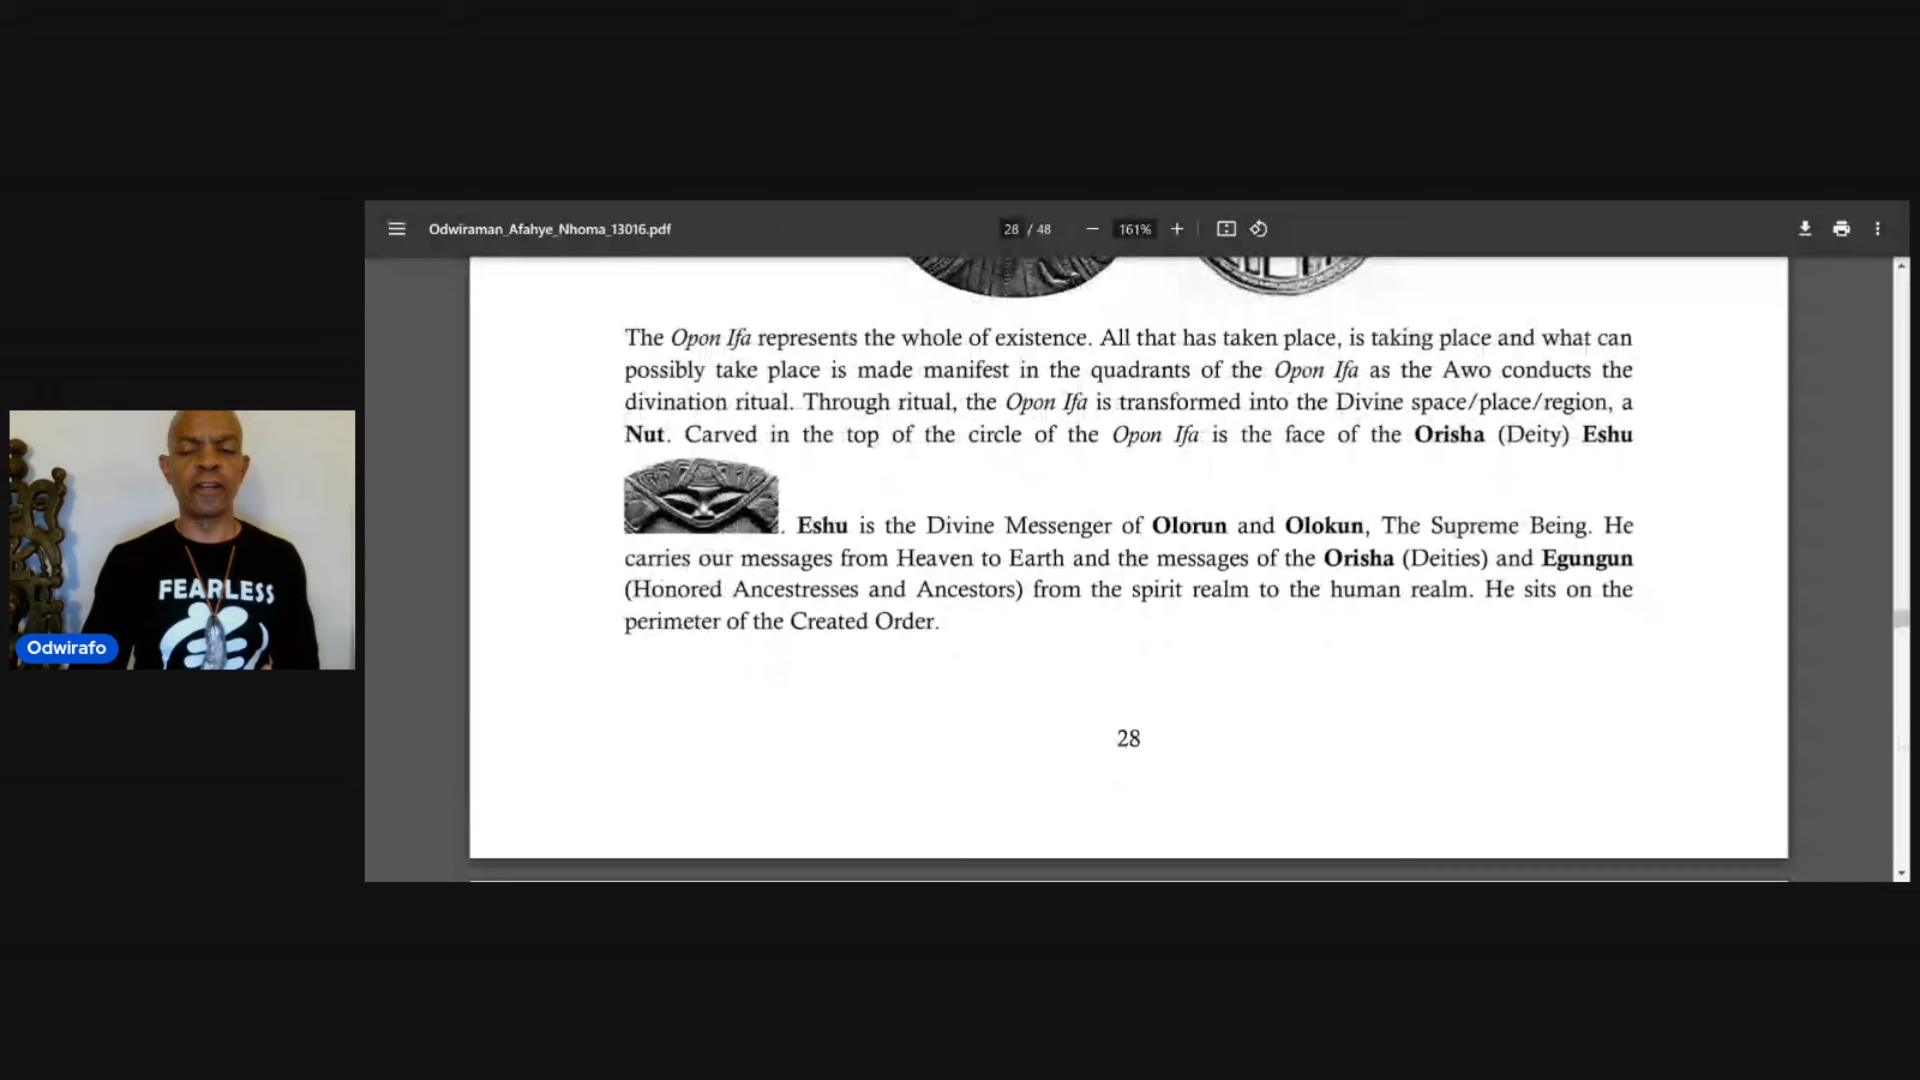 Odwiraman_Afahye_Nhoma_13016.pdf
28 / 48
161%
The Opon Ifa represents the whole of existence. All that has taken place, is taking place and what can
possibly take place is made manifest in the quadrants of the Opon Ifa as the Awo conducts the
divination ritual. Through ritual, the Opon Ifa is transformed into the Divine space/place/region, a
Nut. Carved in the top of the circle of the Opon Ifa is the face of the Orisha (Deity) Eshu
. Eshu is the Divine Messenger of Olorun and Olokun, The Supreme Being. He
carries our messages from Heaven to Earth and the messages of the Orisha (Deities) and Egungun
(Honored Ancestresses and Ancestors) from the spirit realm to the human realm. He sits on the
perimeter of the Created Order.
28
FEARLESS
Odwirafo